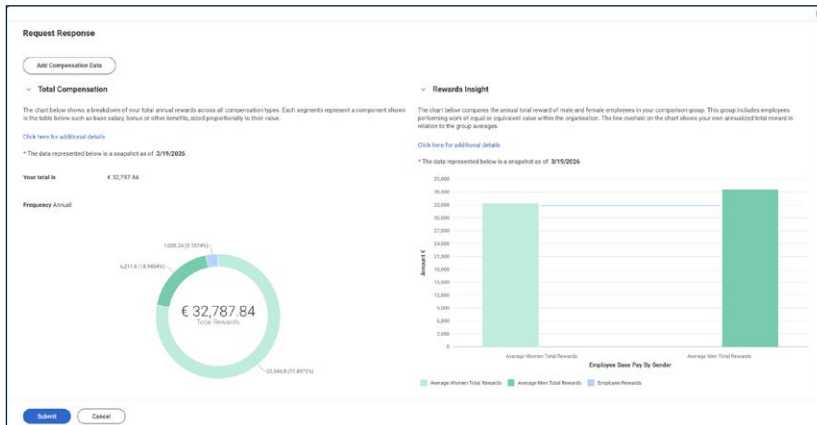 Request Response
Add Compensation Data
Total Compensation
The chart below shows a breakdown of your total annual rewards across all compensation types. Each segments represent a component shown
in the table below such as base salary, bonus or other benefits, sized proportionally to their value.
Click here for additional details
* The data represented below is a snapshot as of 3/19/2026
Your total is € 32,787.84
Frequency Annual
€ 32,787.84
Total Rewards
Rewards Insight
The chart below compares the annual total reward of male and female employees in your comparison group. This group includes employees
performing work of equal or equivalent value within the organisation. The line overlaid on the chart shows your own annualized total reward in
relation to the group averages.
Click here for additional details
* The data represented below is a snapshot as of 3/19/2026
Amount €
36,000
33,000
30,000
27,000
24,000
21,000
18,000
15,000
12,000
9,000
6,000
3,000
0
Average Women Total Rewards Average Men Total Rewards
Employee Base Pay By Gender
Average Women Total Rewards Average Men Total Rewards Employee Rewards
Submit Cancel